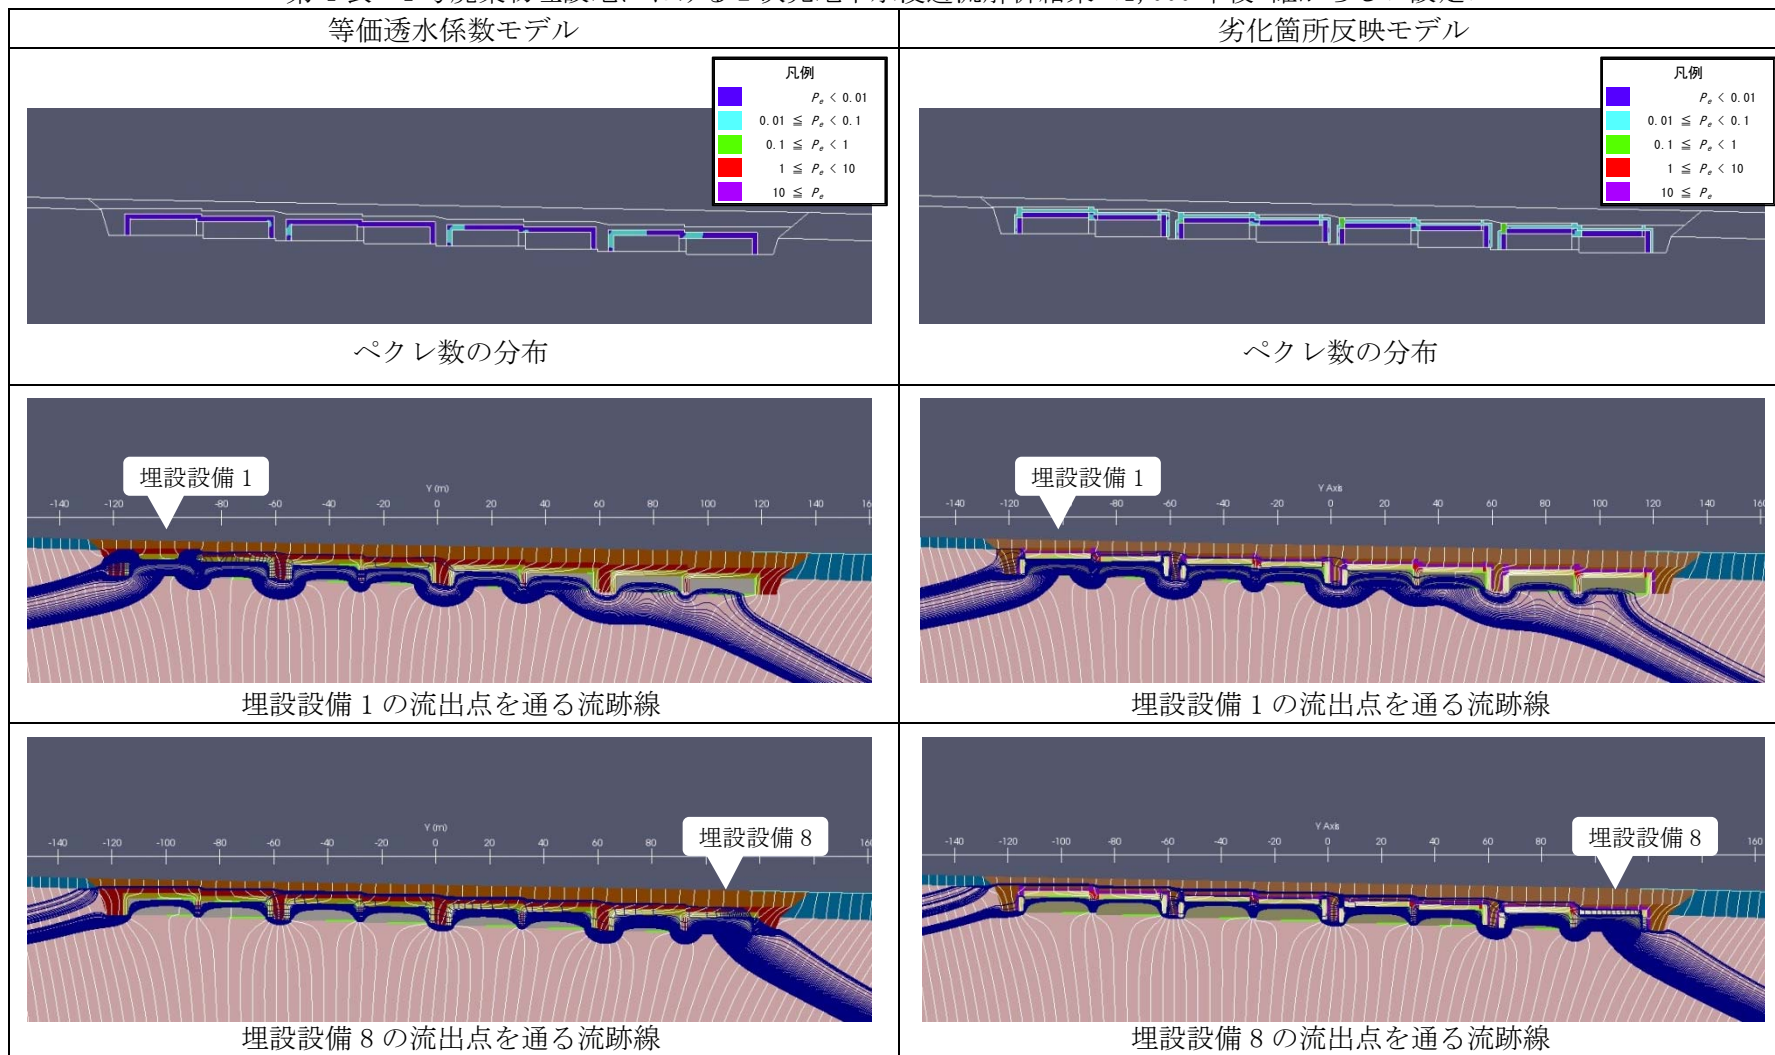 等価透水係数モデル
劣化箇所反映モデル
凡例
Pe < 0.01
0.01 ≦ Pe < 0.1
0.1 ≦ Pe < 1
1 ≦ Pe < 10
10 ≦ Pe
凡例
Pe < 0.01
0.01 ≦ Pe < 0.1
0.1 ≦ Pe < 1
1 ≦ Pe < 10
10 ≦ Pe
ペクレ数の分布
ペクレ数の分布
埋設設備 1
Y (m)
-140 -120 -80 -60 -40 -20 0 20 40 60 80 100 120 140 160
埋設設備 1
Y Axis
-140 -120 -80 -60 -40 -20 0 20 40 60 80 100 120 140 160
埋設設備 1 の流出点を通る流跡線
埋設設備 1 の流出点を通る流跡線
Y (m)
埋設設備 8
-140 -120 -100 -80 -60 -40 -20 0 20 40 60 80 160
Y Axis
埋設設備 8
-140 -120 -100 -80 -60 -40 -20 0 20 40 60 80 160
埋設設備 8 の流出点を通る流跡線
埋設設備 8 の流出点を通る流跡線